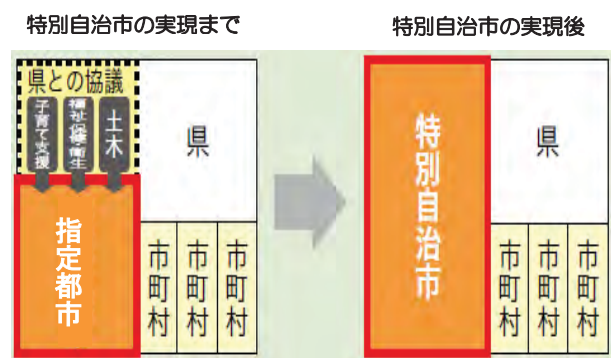 特別自治市の実現まで
県との協議
子育て支援
福祉・保健・衛生
土木
県
指定都市
市町村
市町村
市町村
特別自治市の実現後
特別自治市
県
市町村
市町村
市町村